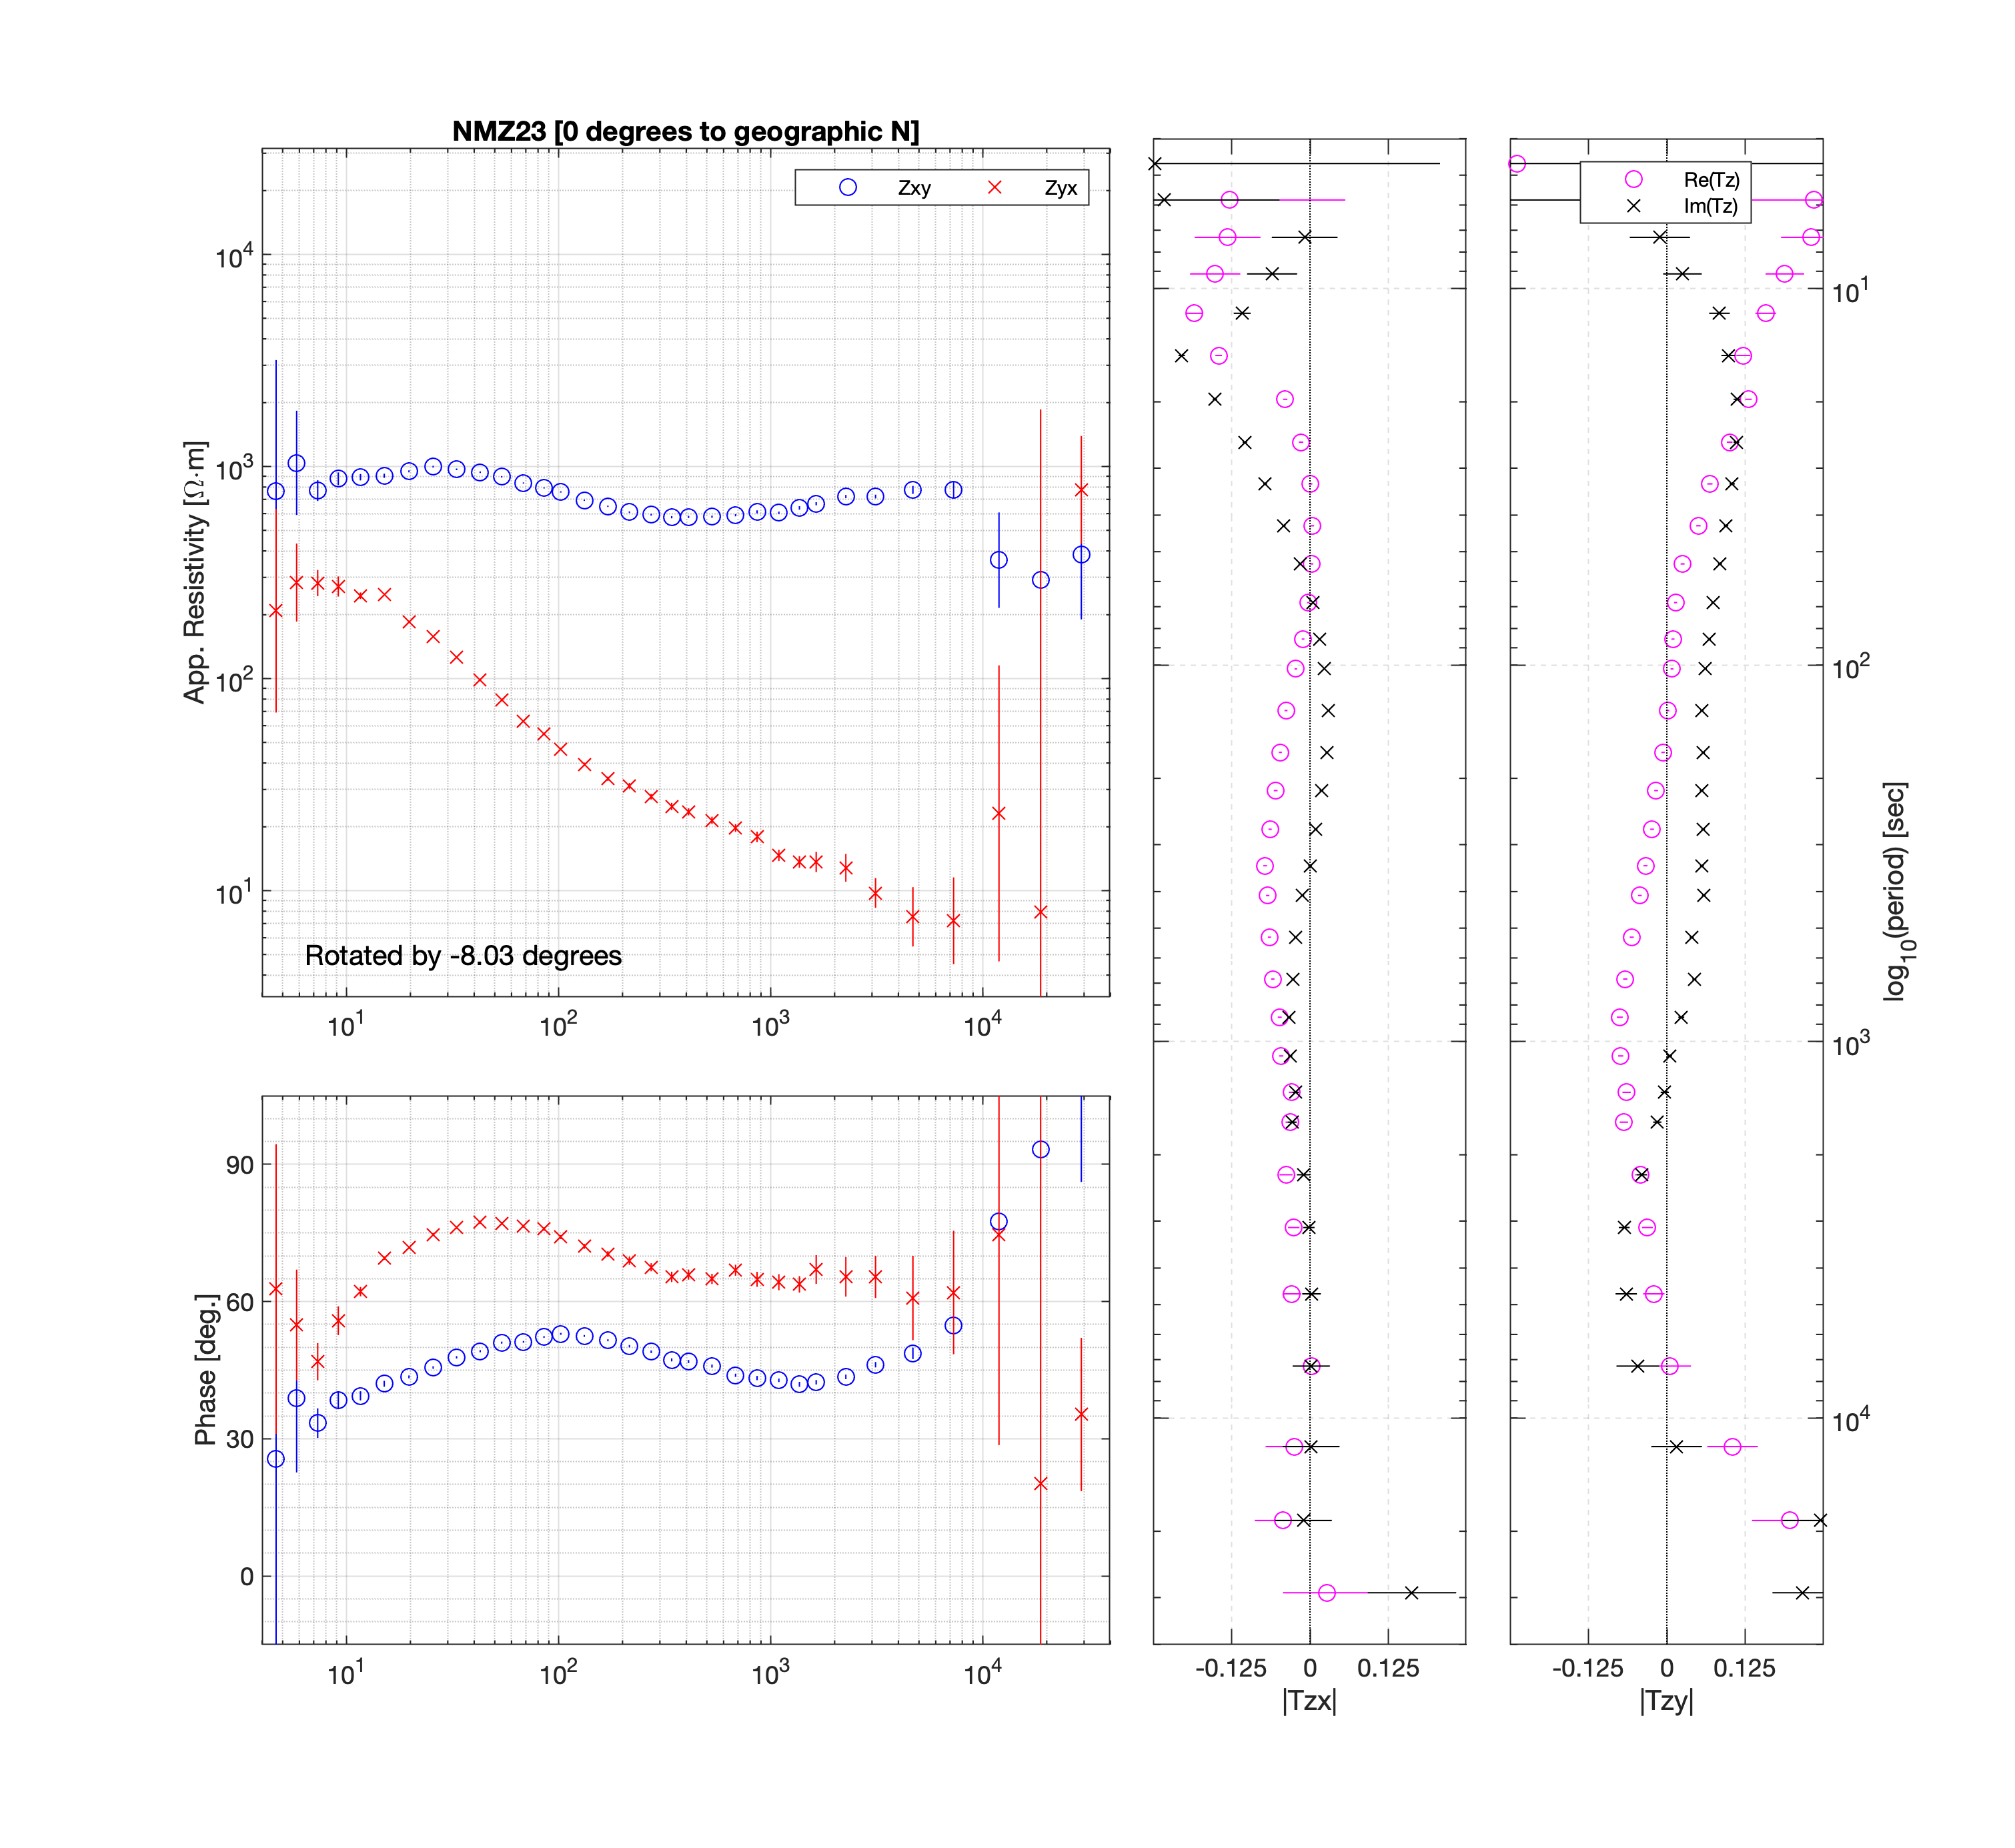 NMZ23 [0 degrees to geographic N]
Zxy Zyx
App. Resistivity [Ω·m]
10^4
10^3
10^2
10^1
Rotated by -8.03 degrees
10^1 10^2 10^3 10^4
Phase [deg.]
90
60
30
0
10^1 10^2 10^3 10^4
-0.125 0 0.125
|Tzx|
Re(Tz)
Im(Tz)
10^1
10^2
10^3
10^4
log_10(period) [sec]
-0.125 0 0.125
|Tzy|